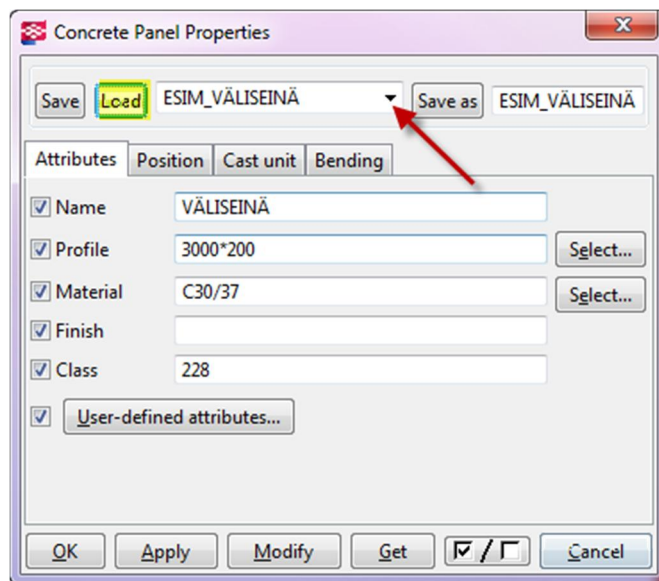 Concrete Panel Properties
Save Load ESIM_VÄLISEINÄ Save as ESIM_VÄLISEINÄ
Attributes Position Cast unit Bending
Name VÄLISEINÄ
Profile 3000*200 Select...
Material C30/37 Select...
Finish
Class 228
User-defined attributes...
OK Apply Modify Get / Cancel